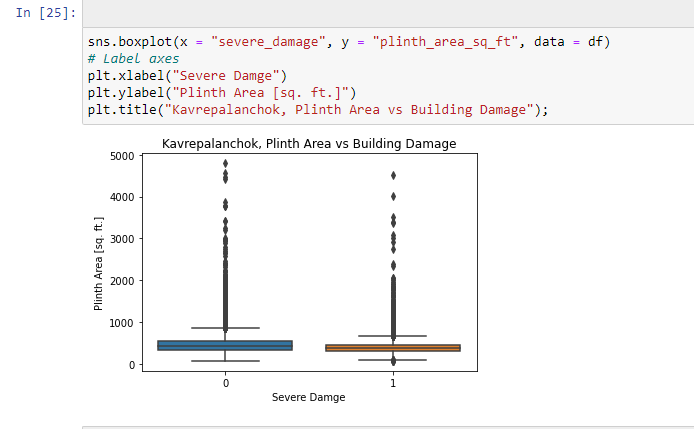 In [25]:
sns.boxplot(x = "severe_damage", y = "plinth_area_sq_ft", data = df)
# Label axes
plt.xlabel("Severe Damge")
plt.ylabel("Plinth Area [sq. ft.]")
plt.title("Kavrepalanchok, Plinth Area vs Building Damage");
Kavrepalanchok, Plinth Area vs Building Damage
5000
4000
3000
2000
1000
0
Plinth Area [sq. ft.]
0 1
Severe Damge